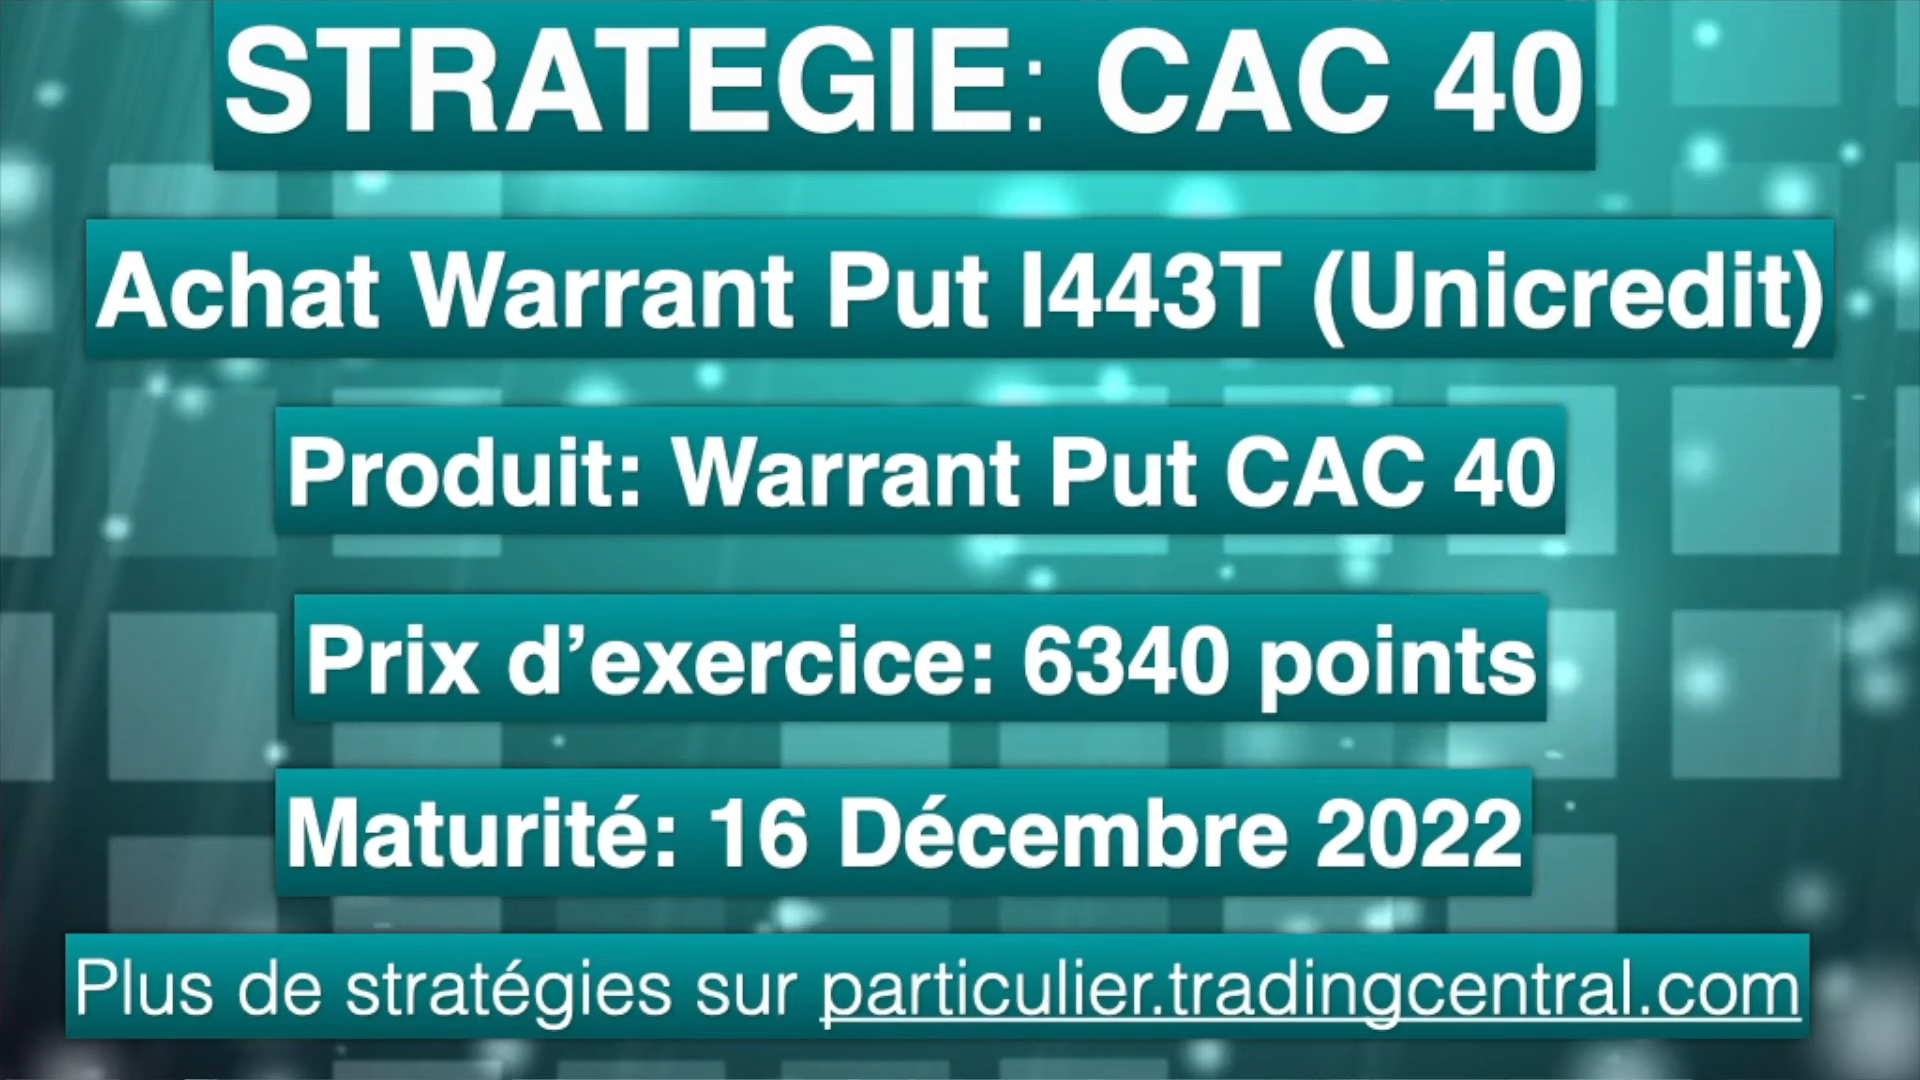 STRATEGIE: CAC 40
Achat Warrant Put I443T (Unicredit)
Produit: Warrant Put CAC 40
Prix d’exercice: 6340 points
Maturité: 16 Décembre 2022
Plus de stratégies sur particulier.tradingcentral.com